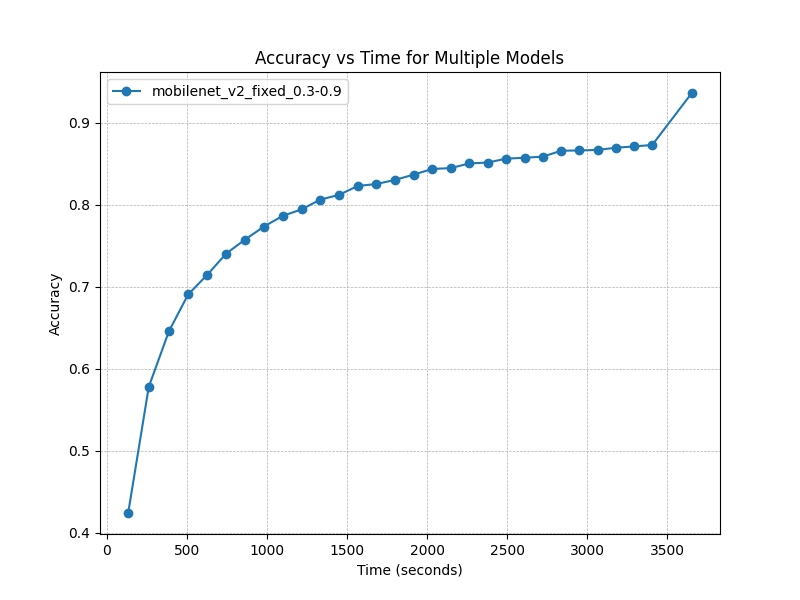 Accuracy vs Time for Multiple Models
mobilenet_v2_fixed_0.3-0.9
0.9
0.8
0.7
0.6
0.5
0.4
Accuracy
0 500 1000 1500 2000 2500 3000 3500
Time (seconds)